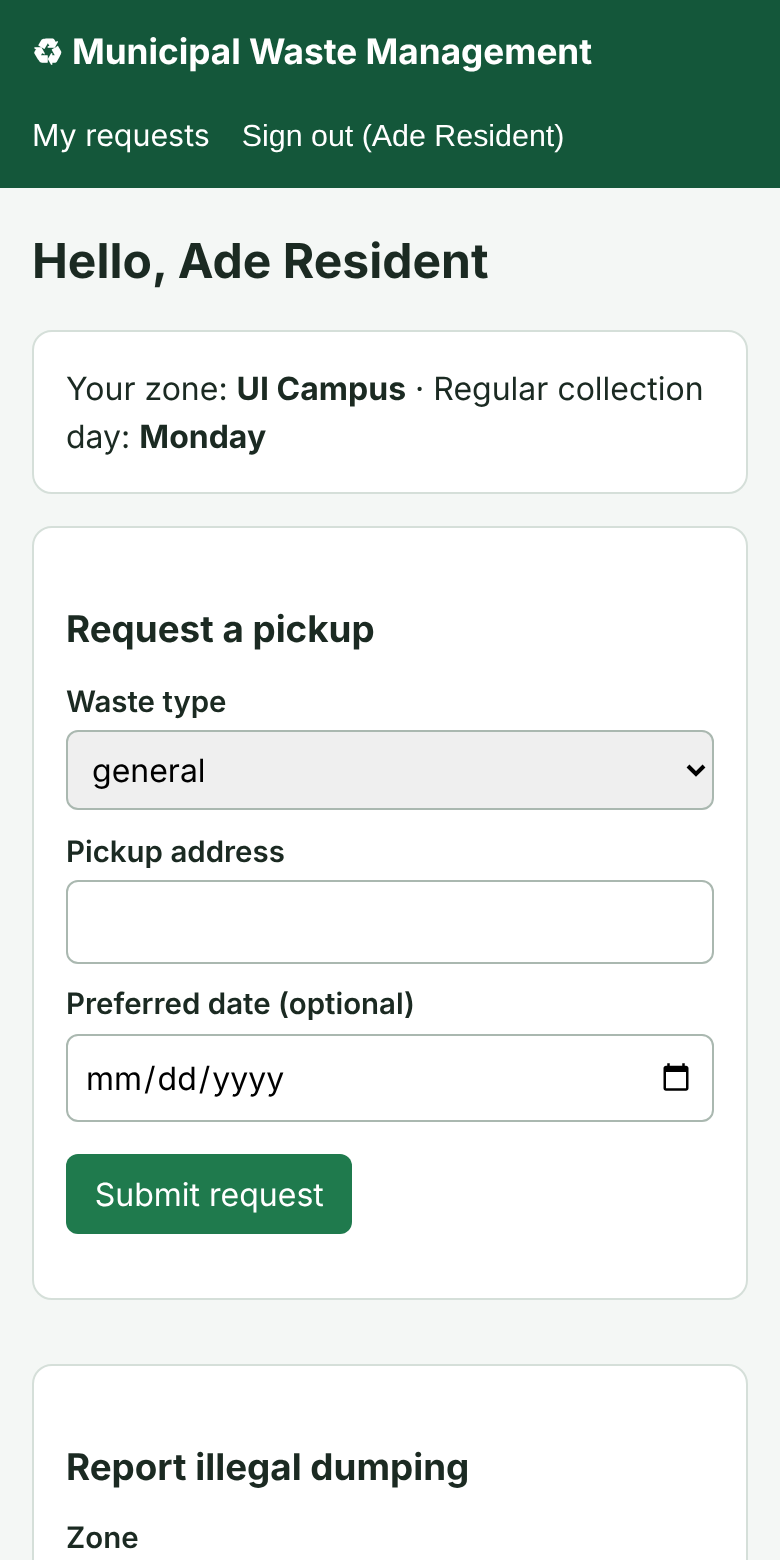 ♻ Municipal Waste Management
My requests Sign out (Ade Resident)
Hello, Ade Resident
Your zone: UI Campus · Regular collection
day: Monday
Request a pickup
Waste type
general
Pickup address
Preferred date (optional)
mm/dd/yyyy
Submit request
Report illegal dumping
Zone